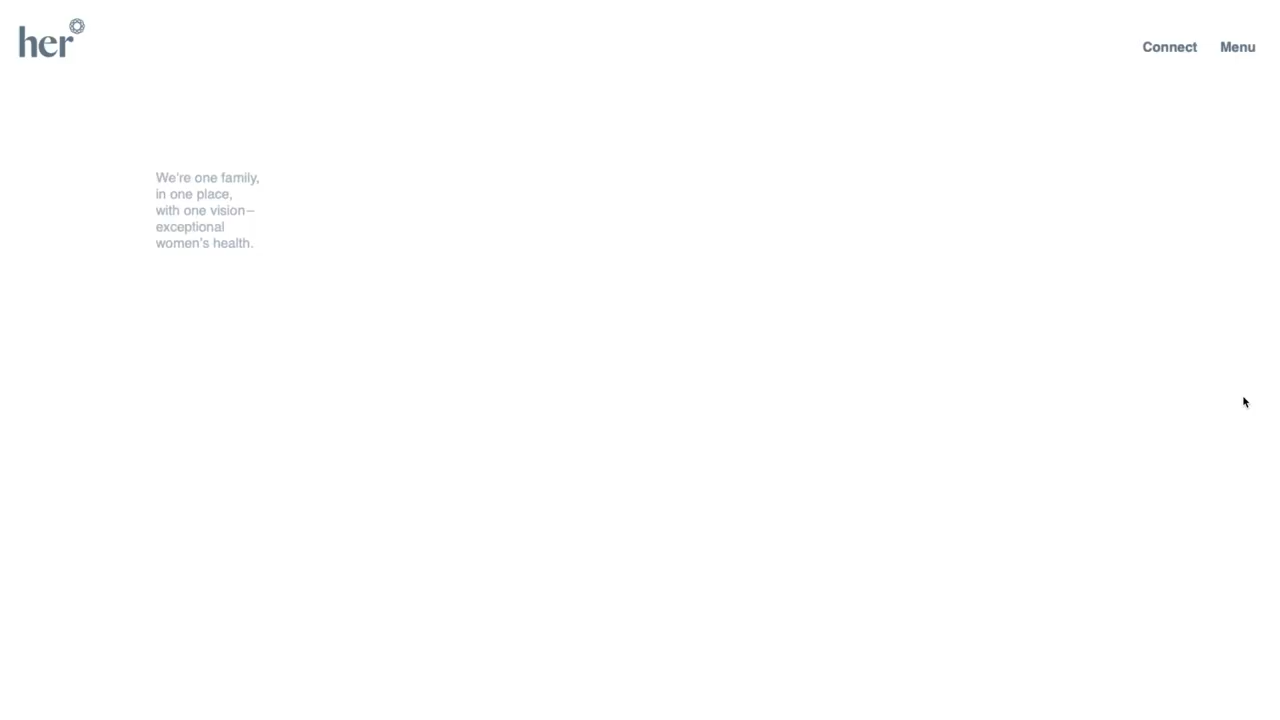 her
Connect
Menu
We're one family,
in one place,
with one vision–
exceptional
women's health.